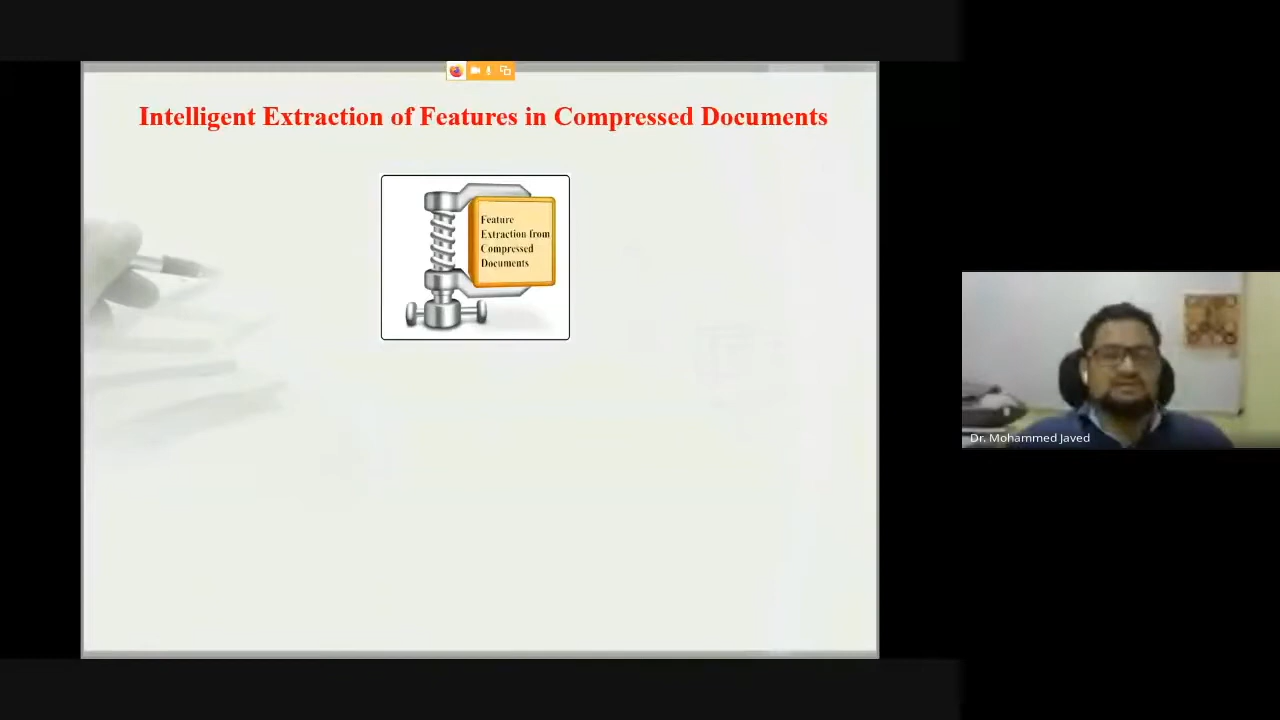 Intelligent Extraction of Features in Compressed Documents
Feature
Extraction from
Compressed
Documents
Dr. Mohammed Javed